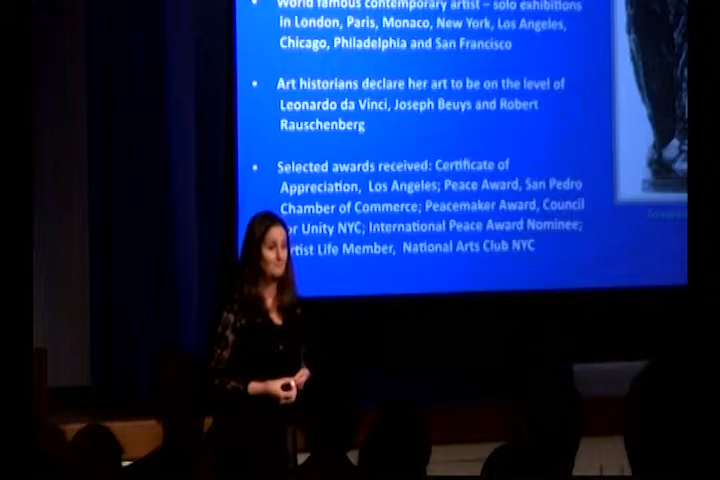 • World famous contemporary artist – solo exhibitions
in London, Paris, Monaco, New York, Los Angeles,
Chicago, Philadelphia and San Francisco
• Art historians declare her art to be on the level of
Leonardo da Vinci, Joseph Beuys and Robert
Rauschenberg
• Selected awards received: Certificate of
Appreciation, Los Angeles; Peace Award, San Pedro
Chamber of Commerce; Peacemaker Award, Council
or Unity NYC; International Peace Award Nominee;
rtist Life Member, National Arts Club NYC